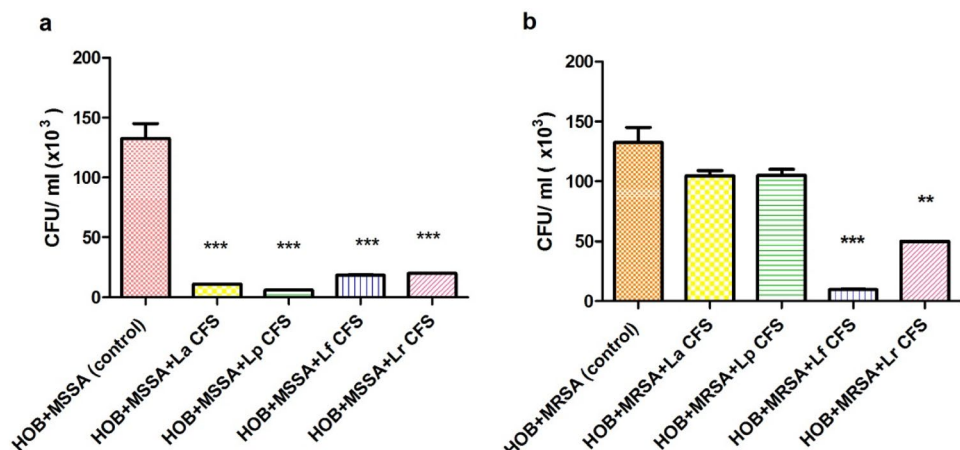 a
200
150
100
50
0
CFU/ ml (x10³)
***
***
***
***
HOB+MSSA (control)
HOB+MSSA+La CFS
HOB+MSSA+Lp CFS
HOB+MSSA+Lf CFS
HOB+MSSA+Lr CFS
b
200
150
100
50
0
CFU/ ml ( x10³)
***
**
HOB+MRSA (control)
HOB+MRSA+La CFS
HOB+MRSA+Lp CFS
HOB+MRSA+Lf CFS
HOB+MRSA+Lr CFS